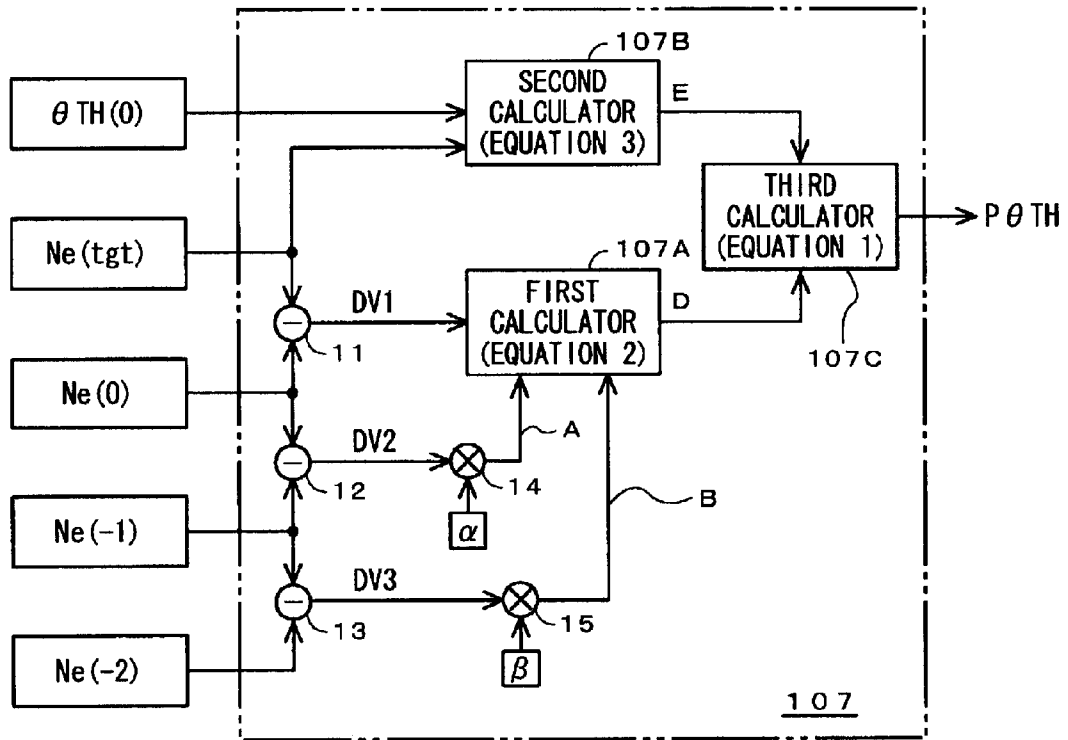 107B
θTH(0)
SECOND
CALCULATOR
(EQUATION 3)
E
THIRD
CALCULATOR
(EQUATION 1)
PθTH
107C
Ne(tgt)
107A
DV1
11
FIRST
CALCULATOR
(EQUATION 2)
D
Ne(0)
DV2
12
14
A
α
B
Ne(-1)
DV3
13
15
β
Ne(-2)
107